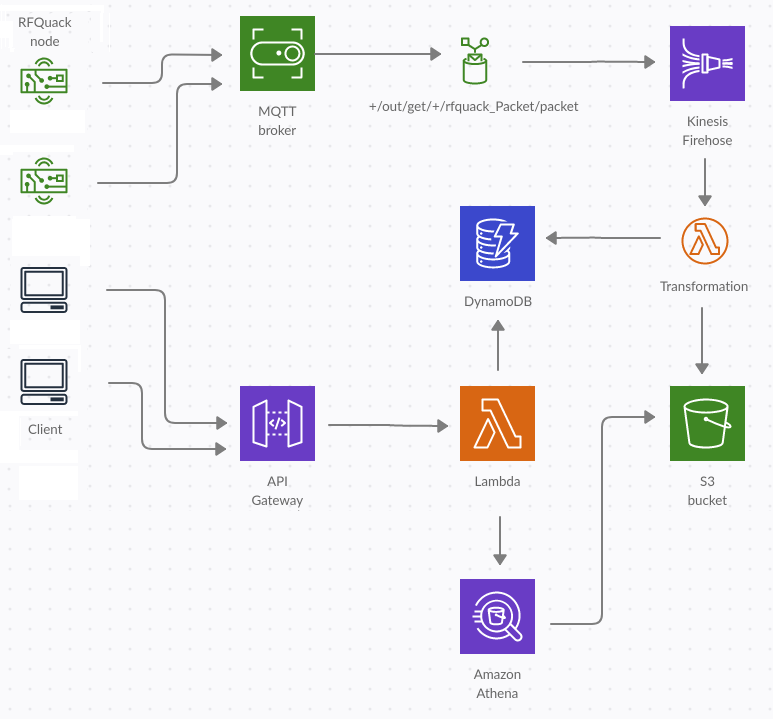 RFQuack
node
MQTT
broker
+/out/get/+/rfquack_Packet/packet
Kinesis
Firehose
DynamoDB
Transformation
Client
API
Gateway
Lambda
S3
bucket
Amazon
Athena